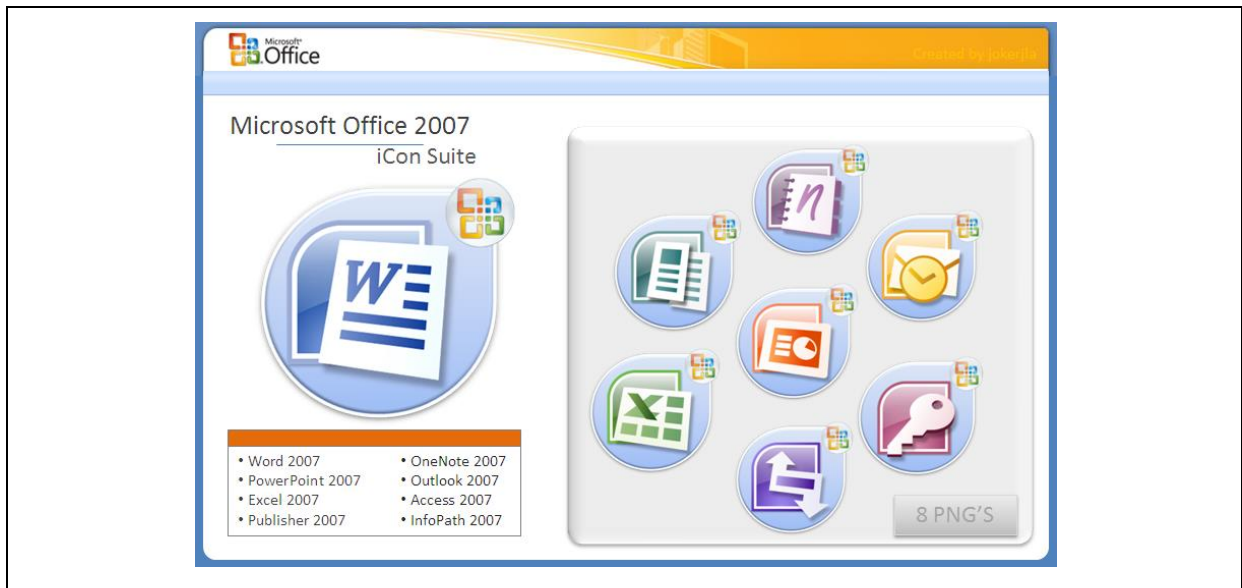 Microsoft
Office
Created by jokerjla
Microsoft Office 2007
iCon Suite
W
n
• Word 2007
• PowerPoint 2007
• Excel 2007
• Publisher 2007
• OneNote 2007
• Outlook 2007
• Access 2007
• InfoPath 2007
X
8 PNG'S